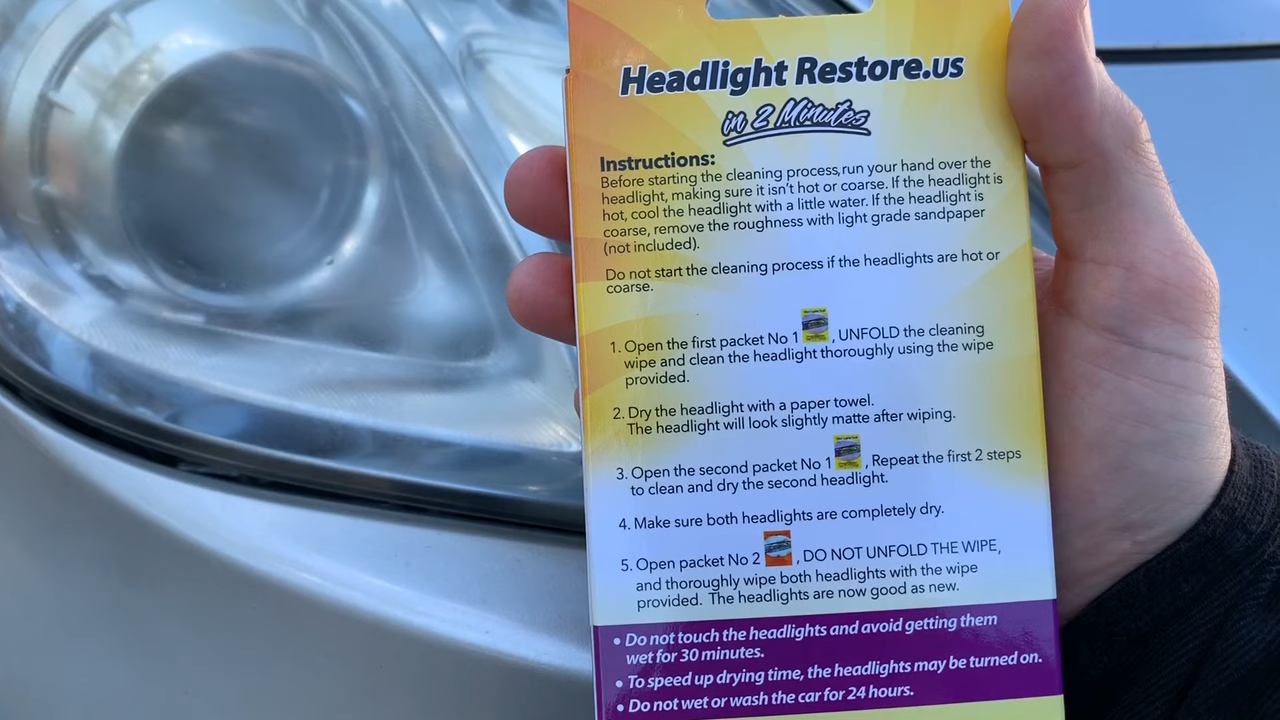 Headlight Restore.us
in 2 Minutes
Instructions:
Before starting the cleaning process, run your hand over the
headlight, making sure it isn't hot or coarse. If the headlight is
hot, cool the headlight with a little water. If the headlight is
coarse, remove the roughness with light grade sandpaper
(not included).
Do not start the cleaning process if the headlights are hot or
coarse.
1. Open the first packet No 1 , UNFOLD the cleaning
wipe and clean the headlight thoroughly using the wipe
provided.
2. Dry the headlight with a paper towel.
The headlight will look slightly matte after wiping.
3. Open the second packet No 1 , Repeat the first 2 steps
to clean and dry the second headlight.
4. Make sure both headlights are completely dry.
5. Open packet No 2 , DO NOT UNFOLD THE WIPE,
and thoroughly wipe both headlights with the wipe
provided. The headlights are now good as new.
• Do not touch the headlights and avoid getting them
wet for 30 minutes.
• To speed up drying time, the headlights may be turned on.
• Do not wet or wash the car for 24 hours.